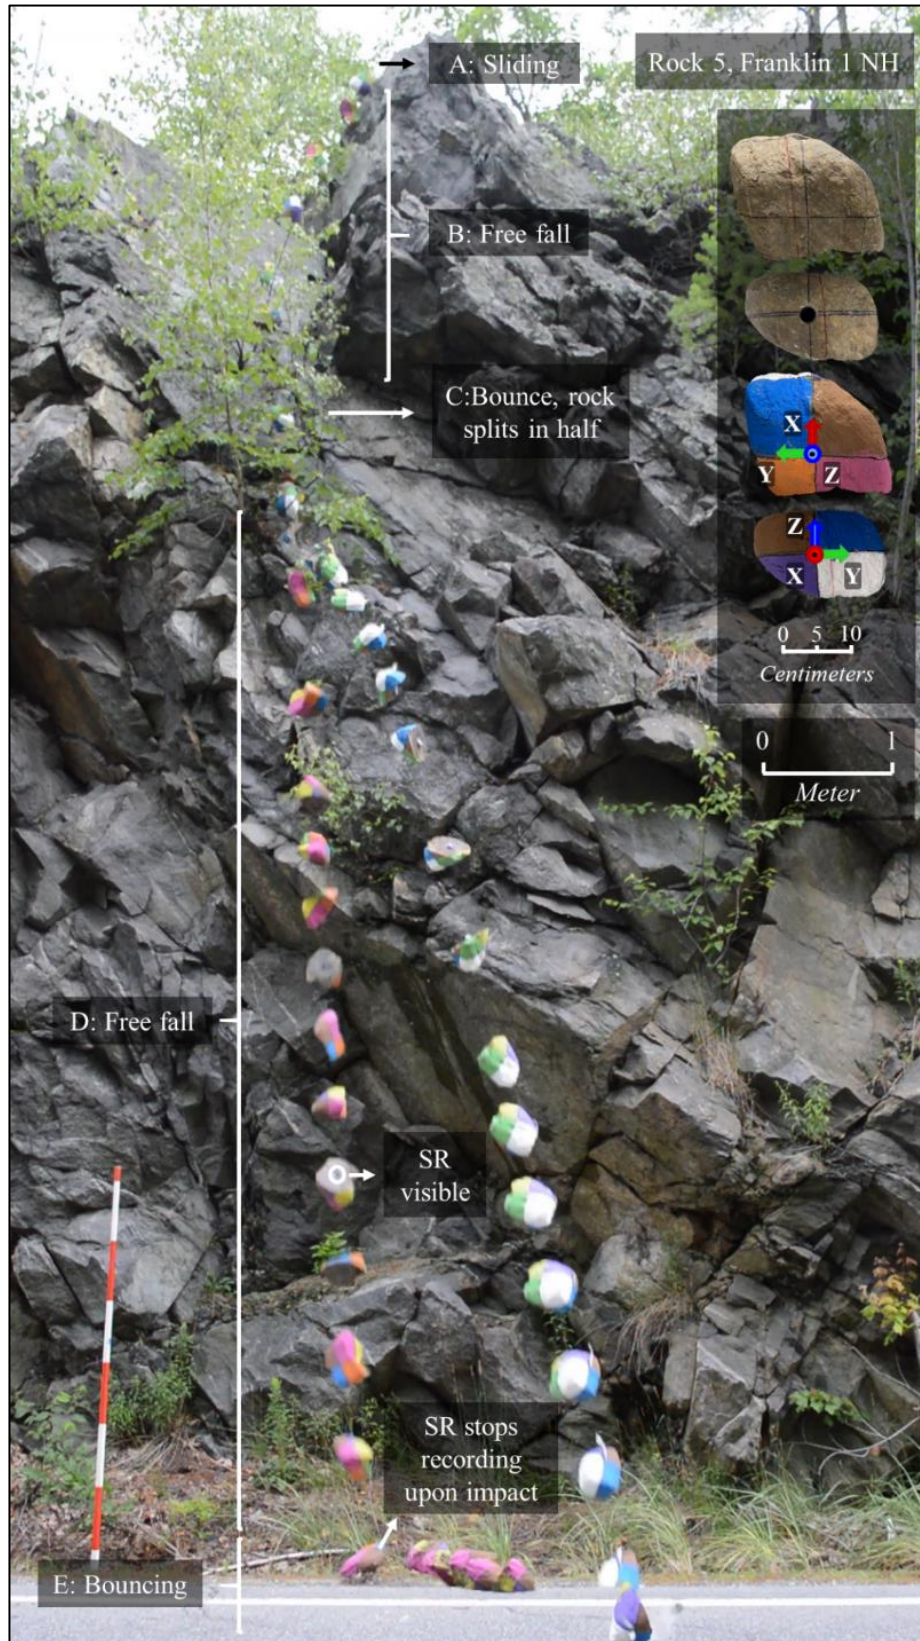 A: Sliding
Rock 5, Franklin 1 NH
B: Free fall
C:Bounce, rock
splits in half
X
Y
Z
Z
X
Y
0 5 10
Centimeters
0 1
Meter
D: Free fall
SR
visible
SR stops
recording
upon impact
E: Bouncing